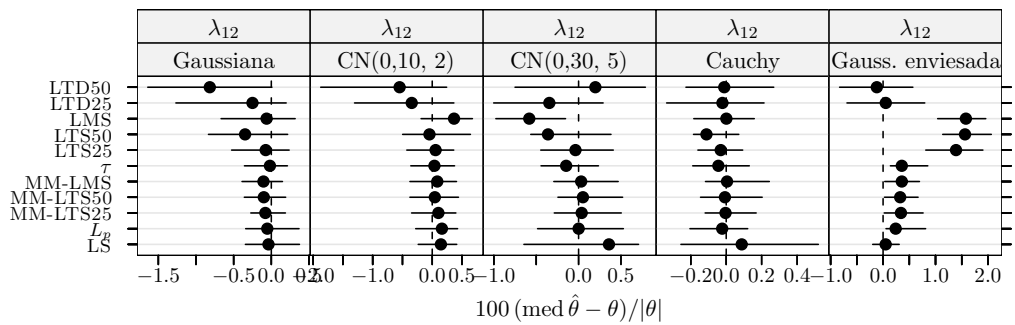 λ12 λ12 λ12 λ12 λ12
Gaussiana CN(0,10, 2) CN(0,30, 5) Cauchy Gauss. enviesada
LTD50
LTD25
LMS
LTS50
LTS25
τ
MM-LMS
MM-LTS50
MM-LTS25
Lp
LS
−1.5 −0.5 0.0 −1.0 0.0 0.5 −1.0 0.0 0.5 −0.2 0.0 0.2 0.4 −1.0 0.0 1.0 2.0
100 (med θ̂ − θ)/|θ|